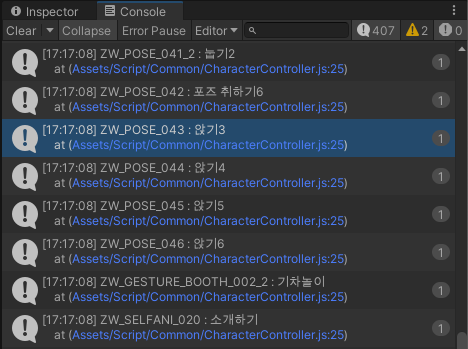 Inspector
Console
Clear
Collapse
Error Pause
Editor
407
2
0
[17:17:08] ZW_POSE_041_2 : 눕기2
at (Assets/Script/Common/CharacterController.js:25)
1
[17:17:08] ZW_POSE_042 : 포즈 취하기6
at (Assets/Script/Common/CharacterController.js:25)
1
[17:17:08] ZW_POSE_043 : 앉기3
at (Assets/Script/Common/CharacterController.js:25)
1
[17:17:08] ZW_POSE_044 : 앉기4
at (Assets/Script/Common/CharacterController.js:25)
1
[17:17:08] ZW_POSE_045 : 앉기5
at (Assets/Script/Common/CharacterController.js:25)
1
[17:17:08] ZW_POSE_046 : 앉기6
at (Assets/Script/Common/CharacterController.js:25)
1
[17:17:08] ZW_GESTURE_BOOTH_002_2 : 기차놀이
at (Assets/Script/Common/CharacterController.js:25)
1
[17:17:08] ZW_SELFANI_020 : 소개하기
at (Assets/Script/Common/CharacterController.js:25)
1